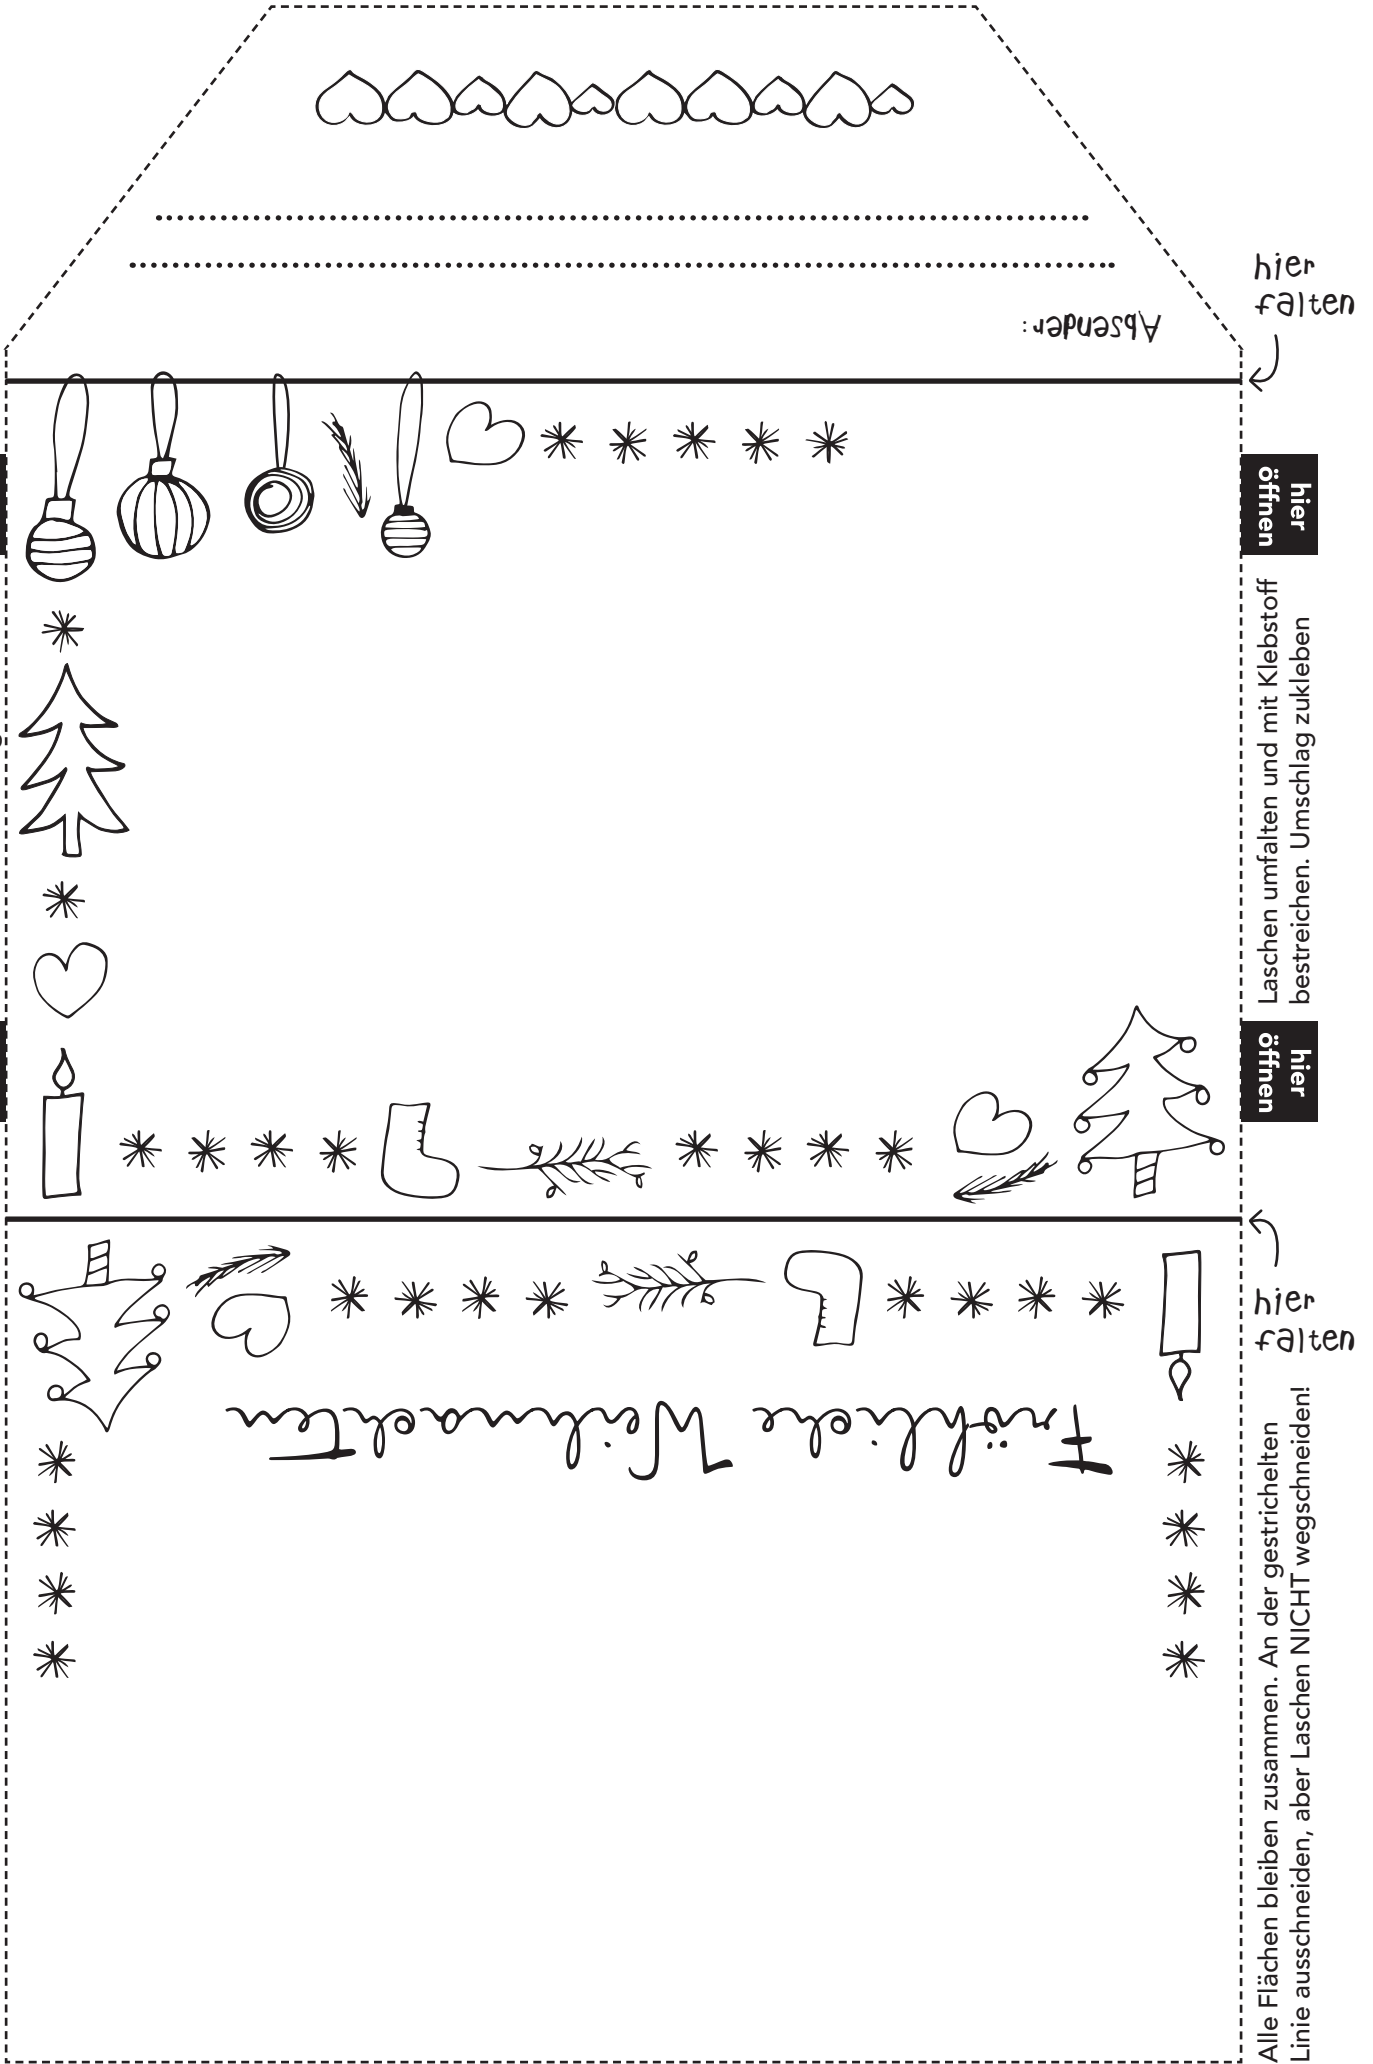 Absender:
hier
falten
hier
öffnen
Laschen umfalten und mit Klebstoff
bestreichen. Umschlag zukleben
hier
öffnen
hier
falten
Fröhliche Weihnachten
Alle Flächen bleiben zusammen. An der gestrichelten
Linie ausschneiden, aber Laschen NICHT wegschneiden!